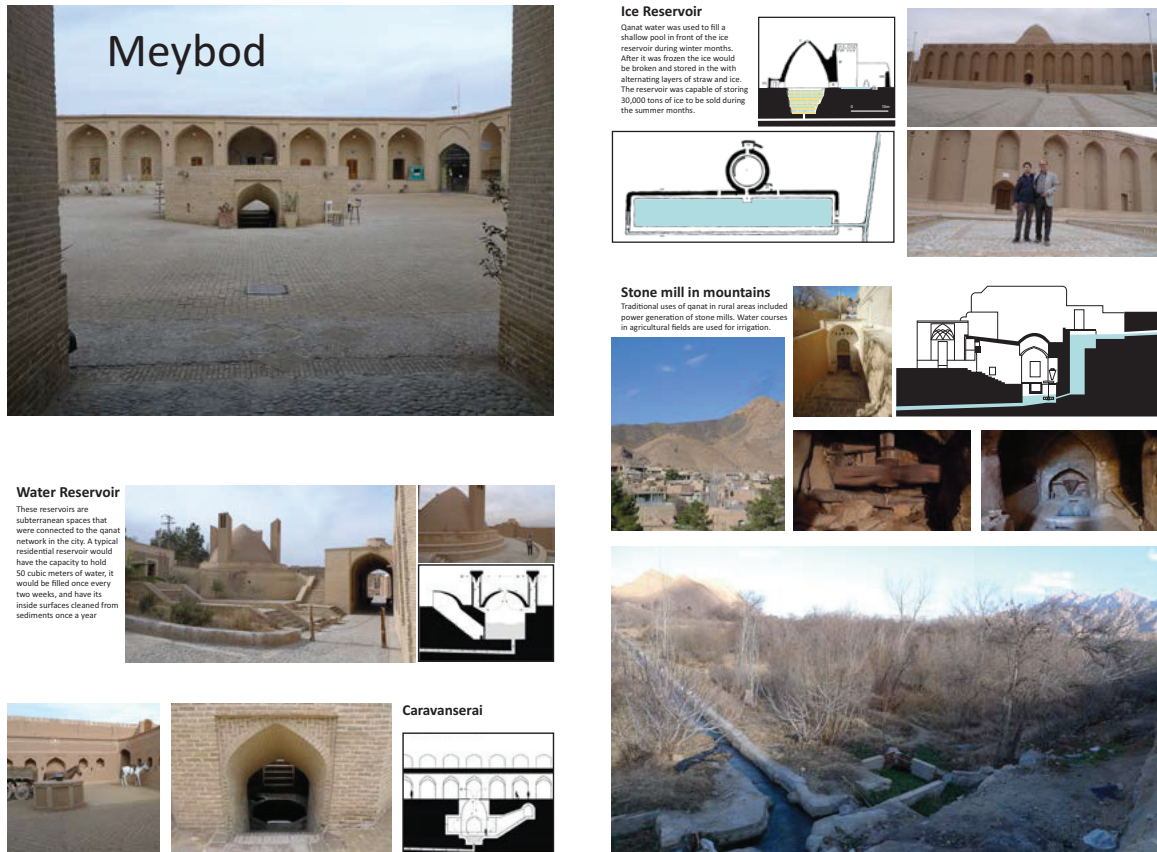 Meybod
Water Reservoir
These reservoirs are
subterranean spaces that
were connected to the qanat
network in the city. A typical
residential reservoir would
have the capacity to hold
50 cubic meters of water, it
would be filled once every
two weeks, and have its
inside surfaces cleaned from
sediments once a year
Caravanserai
Ice Reservoir
Qanat water was used to fill a
shallow pool in front of the ice
reservoir during winter months.
After it was frozen the ice would
be broken and stored in the with
alternating layers of straw and ice.
The reservoir was capable of storing
30,000 tons of ice to be sold during
the summer months.
Stone mill in mountains
Traditional uses of qanat in rural areas included
power generation of stone mills. Water courses
in agricultural fields are used for irrigation.